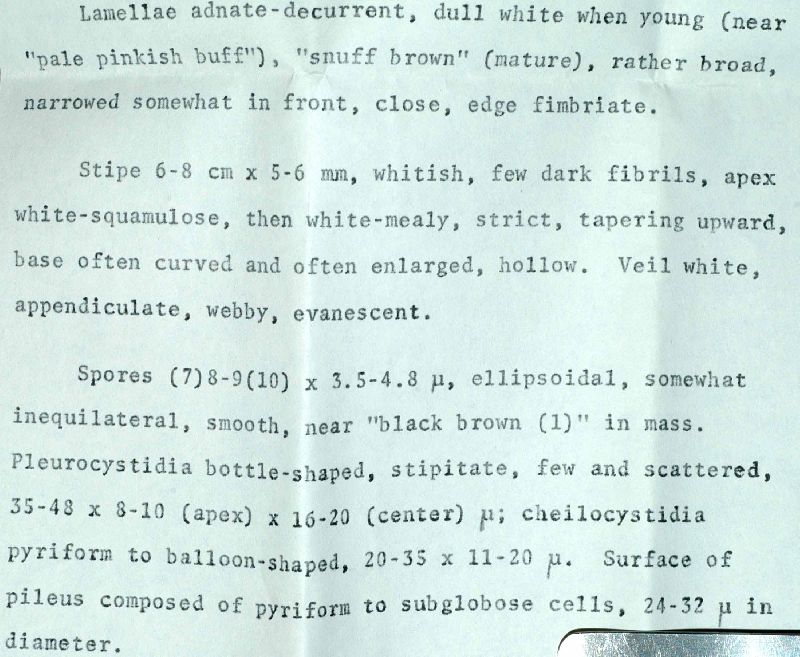 Lamellae adnate-decurrent, dull white when young (near
"pale pinkish buff"), "snuff brown" (mature), rather broad,
narrowed somewhat in front, close, edge fimbriate.
Stipe 6-8 cm x 5-6 mm, whitish, few dark fibrils, apex
white-squamulose, then white-mealy, strict, tapering upward,
base often curved and often enlarged, hollow. Veil white,
appendiculate, webby, evanescent.
Spores (7)8-9(10) x 3.5-4.8 µ, ellipsoidal, somewhat
inequilateral, smooth, near "black brown (1)" in mass.
Pleurocystidia bottle-shaped, stipitate, few and scattered,
35-48 x 8-10 (apex) x 16-20 (center) µ; cheilocystidia
pyriform to balloon-shaped, 20-35 x 11-20 µ. Surface of
pileus composed of pyriform to subglobose cells, 24-32 µ in
diameter.